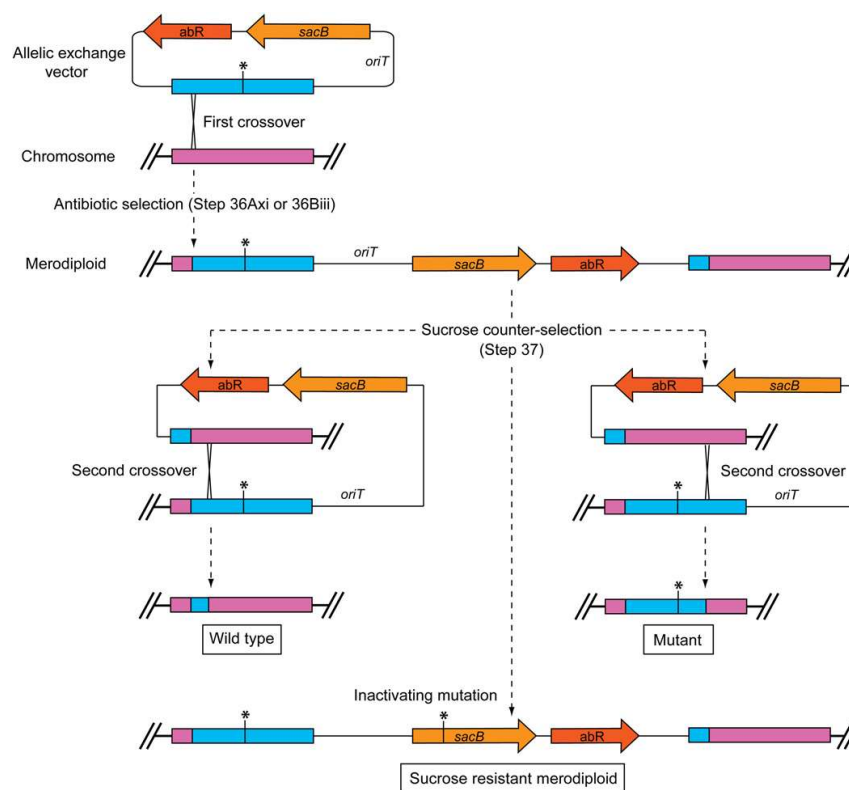 abR
sacB
Allelic exchange
vector
*
oriT
First crossover
Chromosome
Antibiotic selection (Step 36Axi or 36Biii)
*
oriT
Merodiploid
sacB
abR
Sucrose counter-selection
(Step 37)
abR
sacB
abR
sacB
Second crossover
*
oriT
*
Second crossover
oriT
*
Wild type
Mutant
Inactivating mutation
*
*
sacB
abR
Sucrose resistant merodiploid